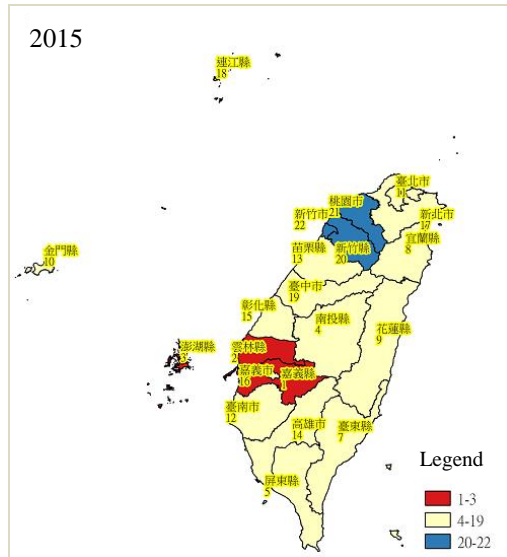 2015
連江縣
18
臺北市
11
桃園市
21
新竹市
22
新北市
17
宜蘭縣
8
金門縣
10
苗栗縣
13
新竹縣
20
臺中市
19
彰化縣
15
南投縣
4
花蓮縣
9
澎湖縣
3
雲林縣
2
嘉義市
16
嘉義縣
1
臺南市
12
高雄市
14
臺東縣
7
屏東縣
5
Legend
1-3
4-19
20-22